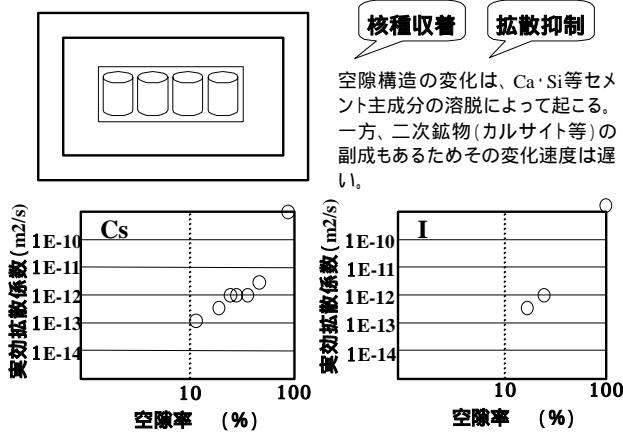 核種収着
拡散抑制
空隙構造の変化は、Ca・Si等セメ
ント主成分の溶脱によって起こる。
一方、二次鉱物(カルサイト等)の
副成もあるためその変化速度は遅
い。
Cs
実効拡散係数(m2/s)
1E-10
1E-11
1E-12
1E-13
1E-14
10
100
空隙率 (%)
I
実効拡散係数(m2/s)
1E-10
1E-11
1E-12
1E-13
1E-14
10
100
空隙率 (%)